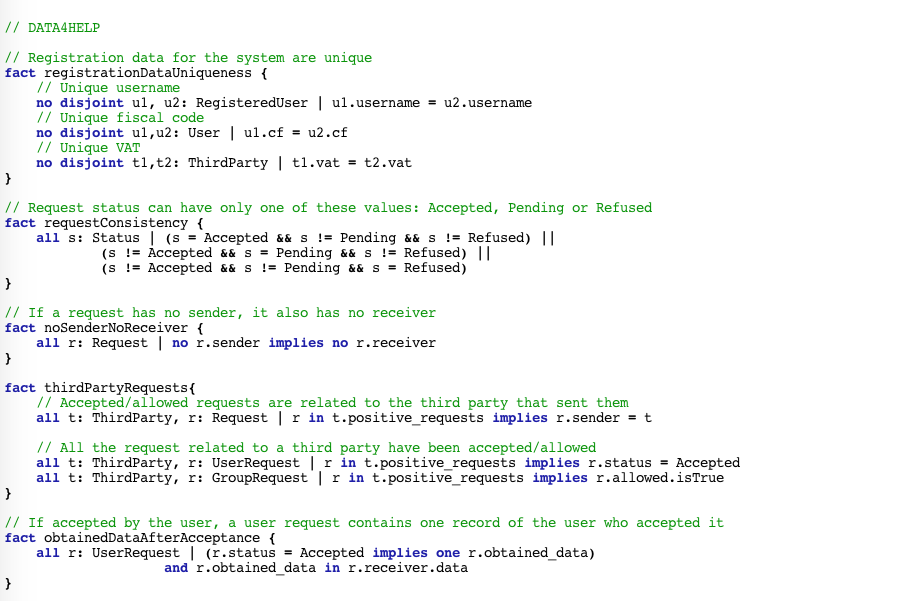 // DATA4HELP
// Registration data for the system are unique
fact registrationDataUniqueness {
    // Unique username
    no disjoint u1, u2: RegisteredUser | u1.username = u2.username
    // Unique fiscal code
    no disjoint u1,u2: User | u1.cf = u2.cf
    // Unique VAT
    no disjoint t1,t2: ThirdParty | t1.vat = t2.vat
}
// Request status can have only one of these values: Accepted, Pending or Refused
fact requestConsistency {
    all s: Status | (s = Accepted && s != Pending && s != Refused) ||
            (s != Accepted && s = Pending && s != Refused) ||
            (s != Accepted && s != Pending && s = Refused)
}
// If a request has no sender, it also has no receiver
fact noSenderNoReceiver {
    all r: Request | no r.sender implies no r.receiver
}
fact thirdPartyRequests{
    // Accepted/allowed requests are related to the third party that sent them
    all t: ThirdParty, r: Request | r in t.positive_requests implies r.sender = t
    // All the request related to a third party have been accepted/allowed
    all t: ThirdParty, r: UserRequest | r in t.positive_requests implies r.status = Accepted
    all t: ThirdParty, r: GroupRequest | r in t.positive_requests implies r.allowed.isTrue
}
// If accepted by the user, a user request contains one record of the user who accepted it
fact obtainedDataAfterAcceptance {
    all r: UserRequest | (r.status = Accepted implies one r.obtained_data)
                    and r.obtained_data in r.receiver.data
}